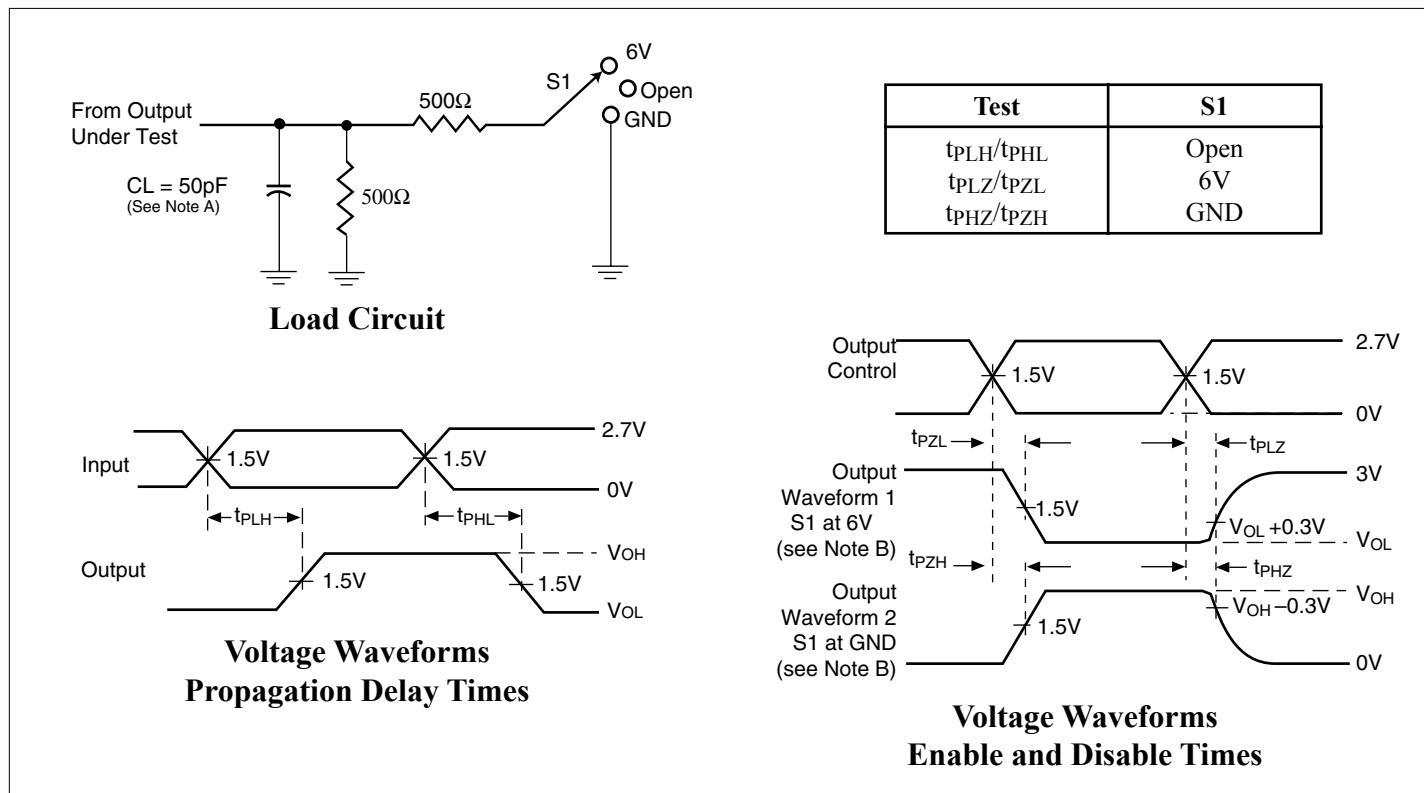 6V
S1
Open
500Ω
GND
From Output
Under Test
CL = 50pF
(See Note A)
500Ω
Load Circuit
Test S1
tPLH/tPHL Open
tPLZ/tPZL 6V
tPHZ/tPZH GND
Input
1.5V
1.5V
2.7V
0V
tPLH
tPHL
Output
1.5V
1.5V
VOH
VOL
Voltage Waveforms
Propagation Delay Times
Output
Control
1.5V
1.5V
2.7V
0V
tPZL
tPLZ
Output
Waveform 1
S1 at 6V
(see Note B)
1.5V
3V
VOL +0.3V
VOL
tPZH
tPHZ
Output
Waveform 2
S1 at GND
(see Note B)
1.5V
VOH
VOH –0.3V
0V
Voltage Waveforms
Enable and Disable Times